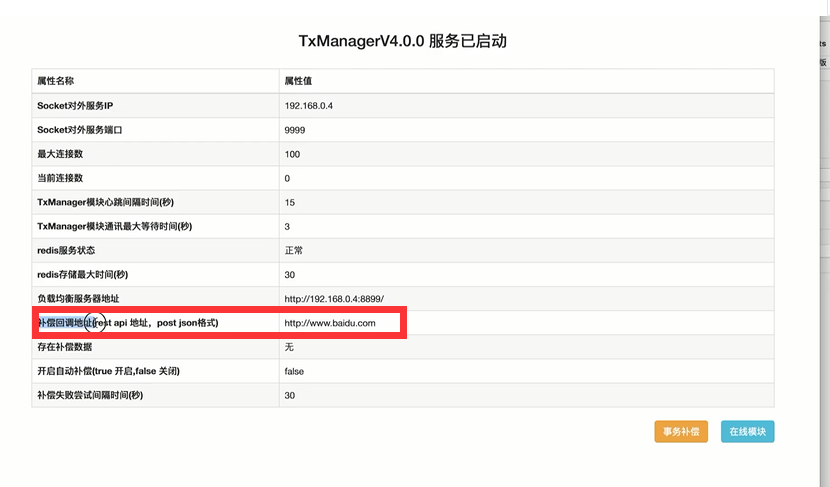 TxManagerV4.0.0 服务已启动
ts
版
属性名称 属性值
Socket对外服务IP 192.168.0.4
Socket对外服务端口 9999
最大连接数 100
当前连接数 0
TxManager模块心跳间隔时间(秒) 15
TxManager模块通讯最大等待时间(秒) 3
redis服务状态 正常
redis存储最大时间(秒) 30
负载均衡服务器地址 http://192.168.0.4:8899/
补偿回调地址(rest api 地址，post json格式) http://www.baidu.com
存在补偿数据 无
开启自动补偿(true 开启,false 关闭) false
补偿失败尝试间隔时间(秒) 30
事务补偿 在线模块